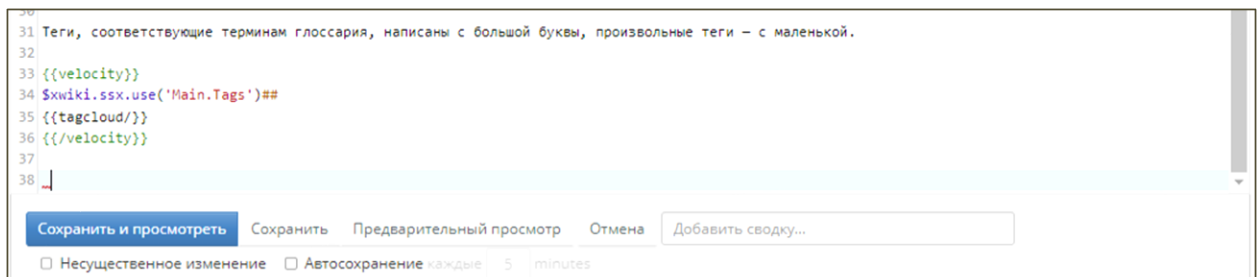 31 Теги, соответствующие терминам глоссария, написаны с большой буквы, произвольные теги — с маленькой.
32
33 {{velocity}}
34 $xwiki.ssx.use('Main.Tags')##
35 {{tagcloud/}}
36 {{/velocity}}
37
38
Сохранить и просмотреть Сохранить Предварительный просмотр Отмена Добавить сводку...
Несущественное изменение Автосохранение каждые 5 minutes